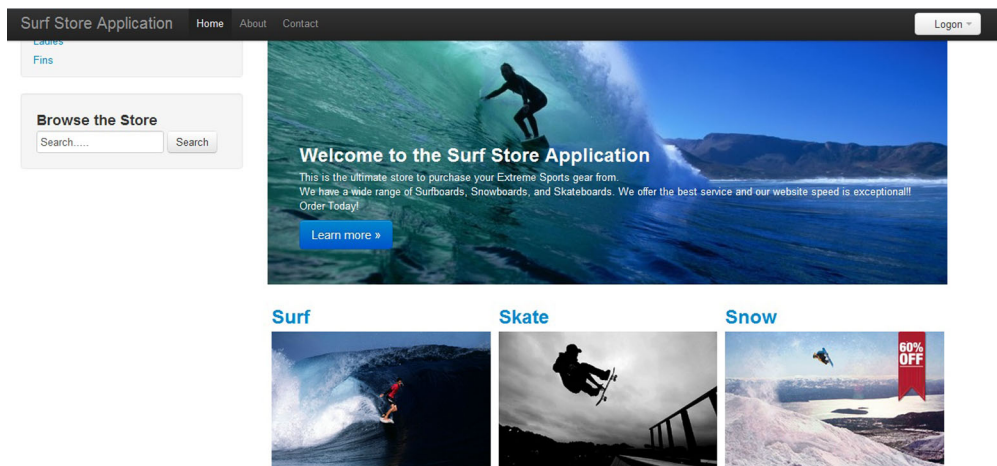 Surf Store Application Home About Contact Logon
Ladies
Fins
Browse the Store
Search..... Search
Welcome to the Surf Store Application
This is the ultimate store to purchase your Extreme Sports gear from.
We have a wide range of Surfboards, Snowboards, and Skateboards. We offer the best service and our website speed is exceptional!!
Order Today!
Learn more »
Surf Skate Snow
60%
OFF